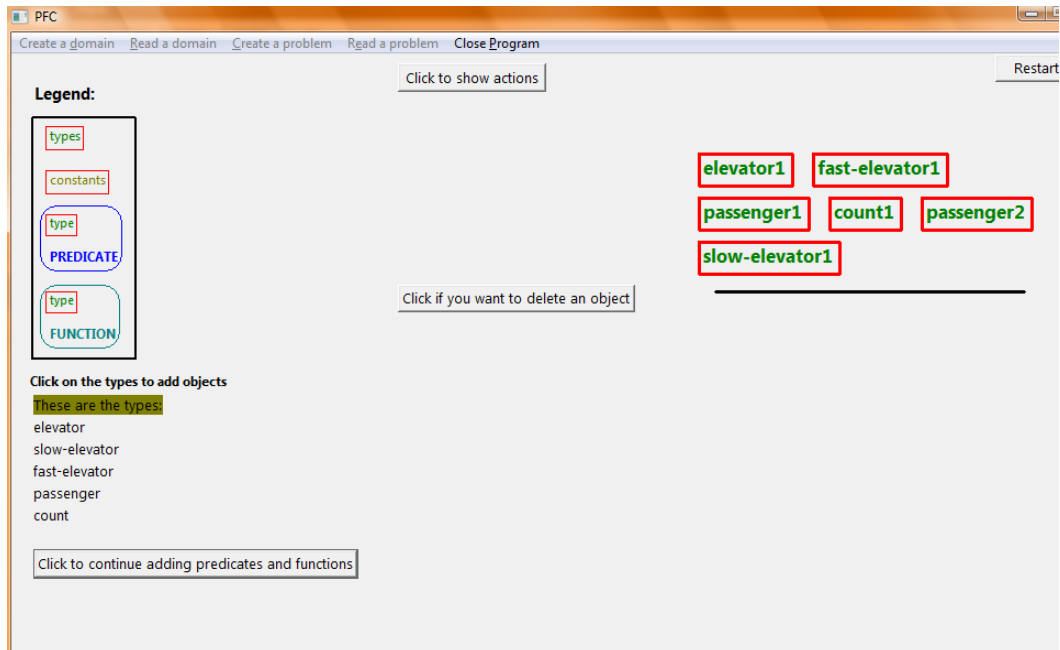 PFC
Create a domain Read a domain Create a problem Read a problem Close Program
Click to show actions
Restart
Legend:
types
constants
type
PREDICATE
type
FUNCTION
elevator1 fast-elevator1
passenger1 count1 passenger2
slow-elevator1
Click if you want to delete an object
Click on the types to add objects
These are the types:
elevator
slow-elevator
fast-elevator
passenger
count
Click to continue adding predicates and functions